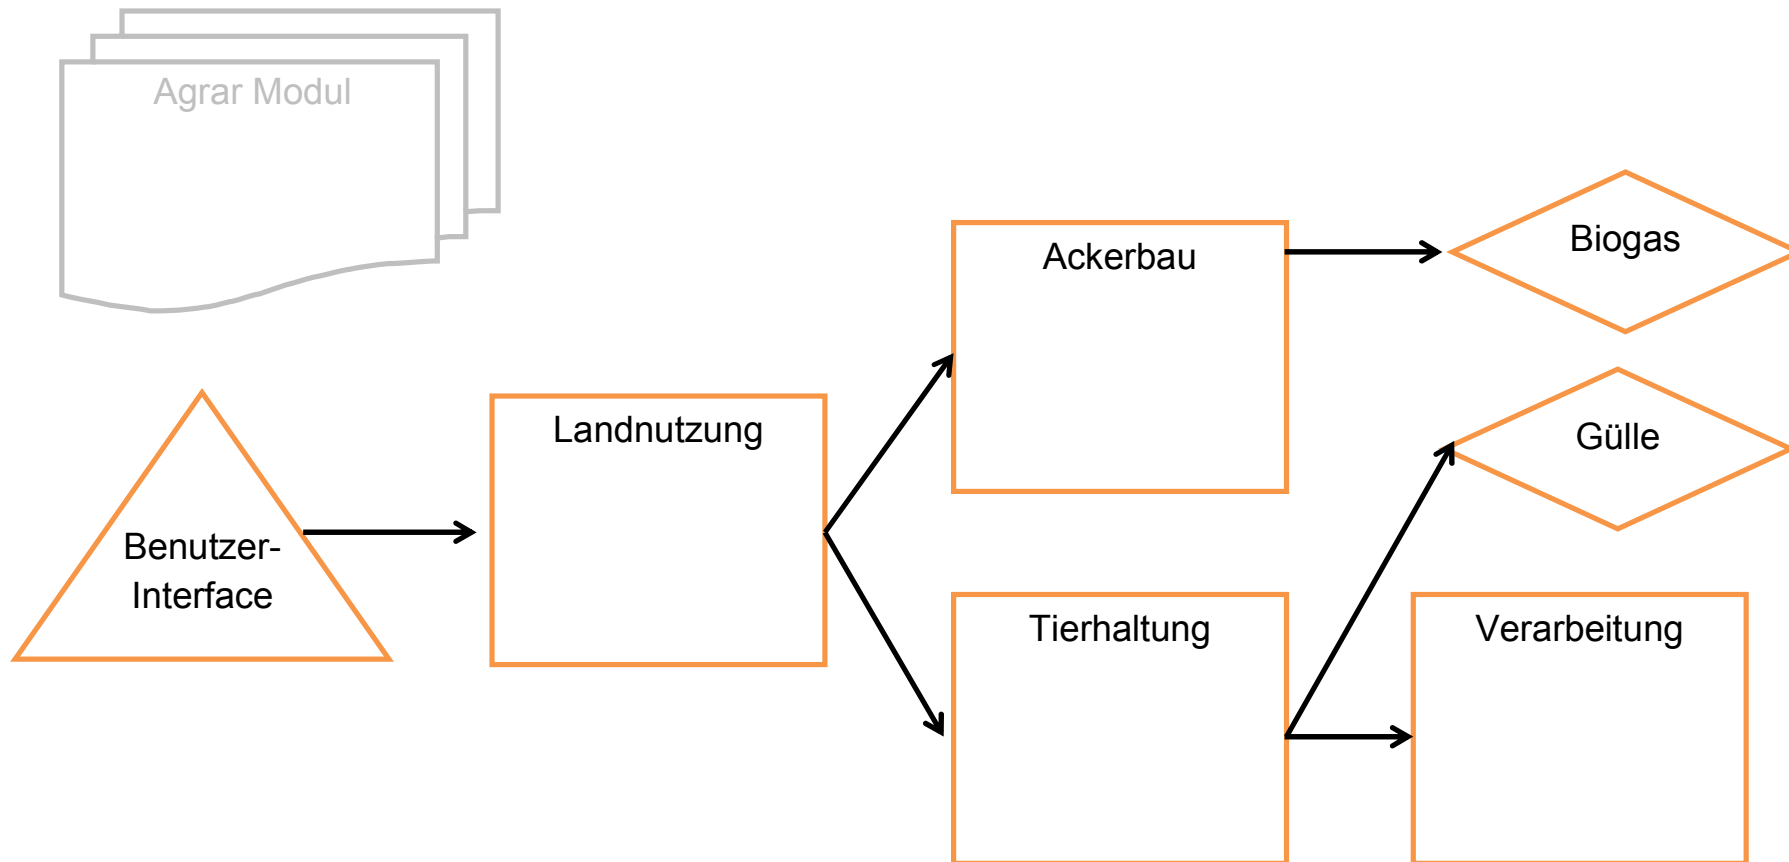 Agrar Modul
Ackerbau
Biogas
Landnutzung
Gülle
Benutzer-
Interface
Tierhaltung
Verarbeitung